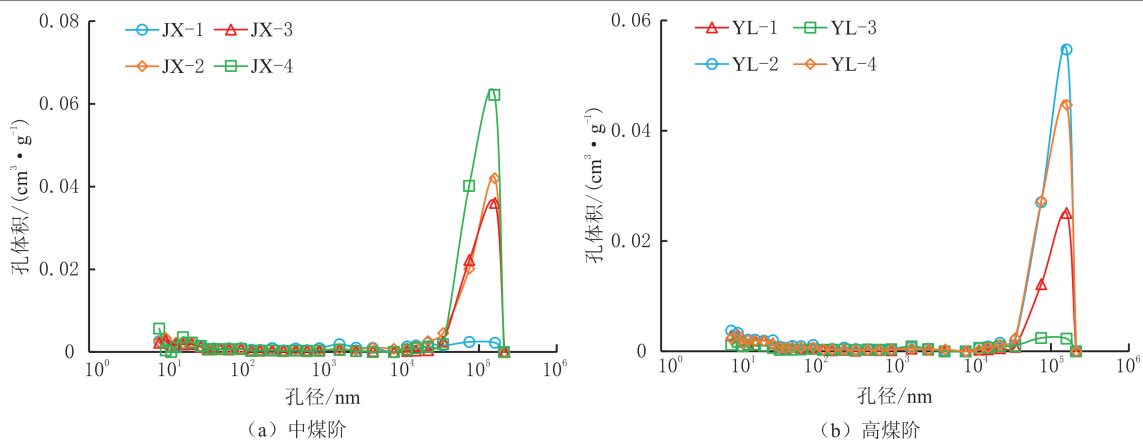 0.08
0.06
0.04
0.02
0
孔体积/(cm³·g⁻¹)
JX-1 JX-3
JX-2 JX-4
10⁰ 10¹ 10² 10³ 10⁴ 10⁵ 10⁶
孔径/nm
(a) 中煤阶
0.06
0.04
0.02
0
孔体积/(cm³·g⁻¹)
YL-1 YL-3
YL-2 YL-4
10⁰ 10¹ 10² 10³ 10⁴ 10⁵ 10⁶
孔径/nm
(b) 高煤阶